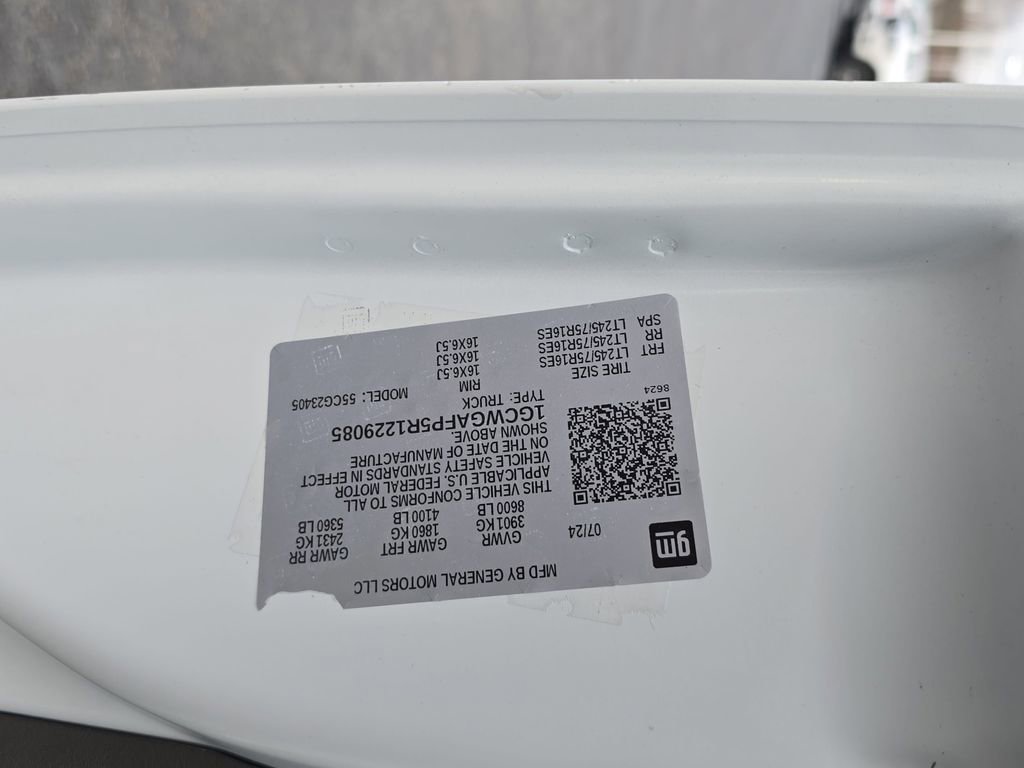 gm
MFD BY GENERAL MOTORS LLC
07/24
GVWR GAWR FRT GAWR RR
3901 KG 1860 KG 2431 KG
8600 LB 4100 LB 5360 LB
THIS VEHICLE CONFORMS TO ALL
APPLICABLE U.S. FEDERAL MOTOR
VEHICLE SAFETY STANDARDS IN EFFECT
ON THE DATE OF MANUFACTURE
SHOWN ABOVE.
1GCWGAFP5R1229085
TYPE: TRUCK MODEL: 55CG23405
8624
TIRE SIZE RIM
FRT LT245/75R16ES 16X6.5J
RR LT245/75R16ES 16X6.5J
SPA LT245/75R16ES 16X6.5J